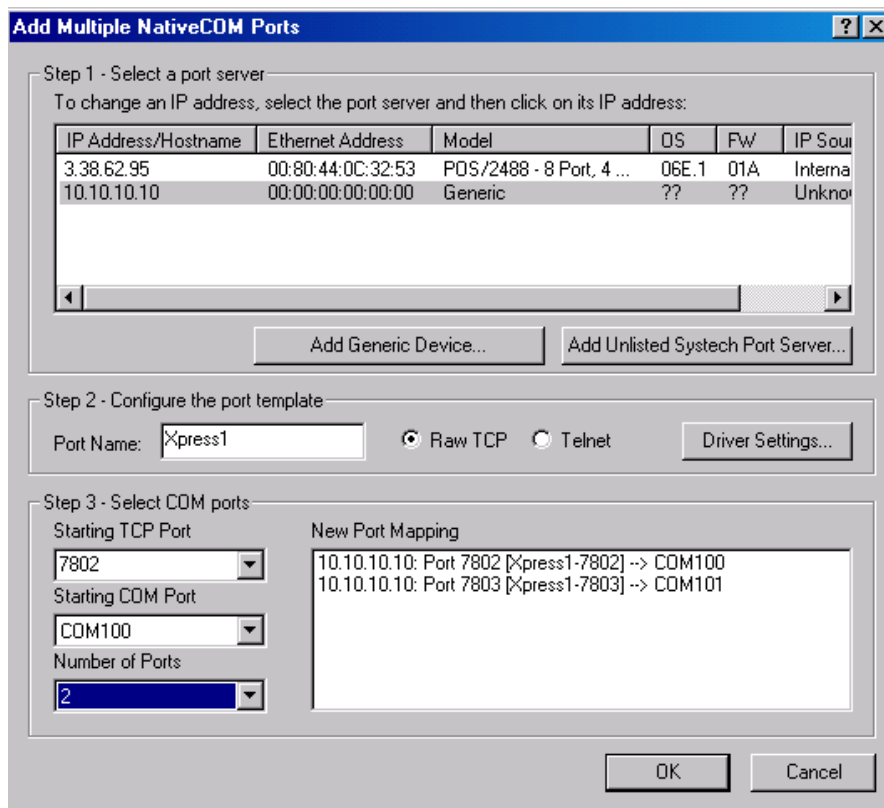 Add Multiple NativeCOM Ports
Step 1 - Select a port server
To change an IP address, select the port server and then click on its IP address:
IP Address/Hostname Ethernet Address Model OS FW IP Sour
3.38.62.95 00:80:44:0C:32:53 POS/2488 - 8 Port, 4 ... 06E.1 01A Interna
10.10.10.10 00:00:00:00:00:00 Generic ?? ?? Unkno
Add Generic Device... Add Unlisted Systech Port Server...
Step 2 - Configure the port template
Port Name: Xpress1 Raw TCP Telnet Driver Settings...
Step 3 - Select COM ports
Starting TCP Port New Port Mapping
7802 10.10.10.10: Port 7802 [Xpress1-7802] --> COM100
10.10.10.10: Port 7803 [Xpress1-7803] --> COM101
Starting COM Port
COM100
Number of Ports
2
OK Cancel